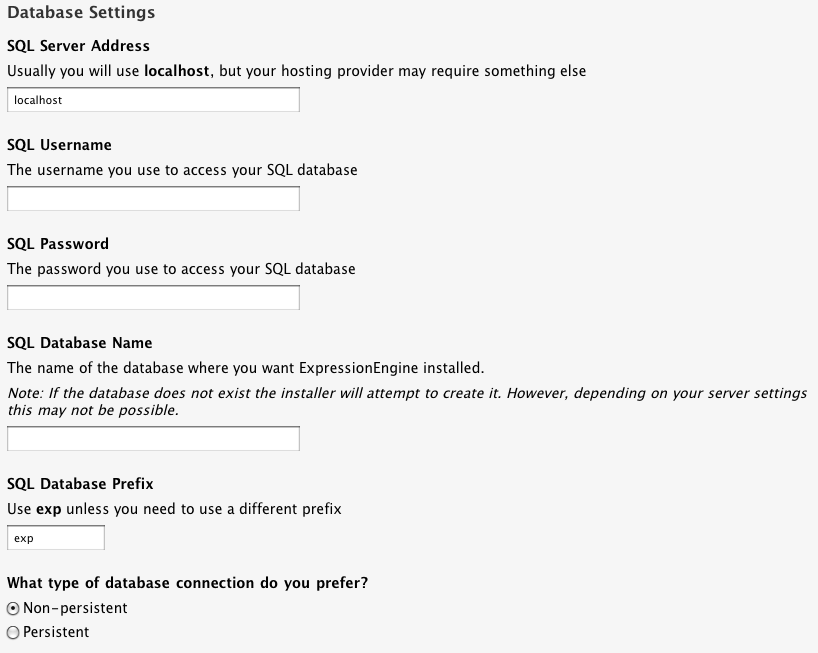 Database Settings
SQL Server Address
Usually you will use localhost, but your hosting provider may require something else
localhost
SQL Username
The username you use to access your SQL database
SQL Password
The password you use to access your SQL database
SQL Database Name
The name of the database where you want ExpressionEngine installed.
Note: If the database does not exist the installer will attempt to create it. However, depending on your server settings
this may not be possible.
SQL Database Prefix
Use exp unless you need to use a different prefix
exp
What type of database connection do you prefer?
Non-persistent
Persistent